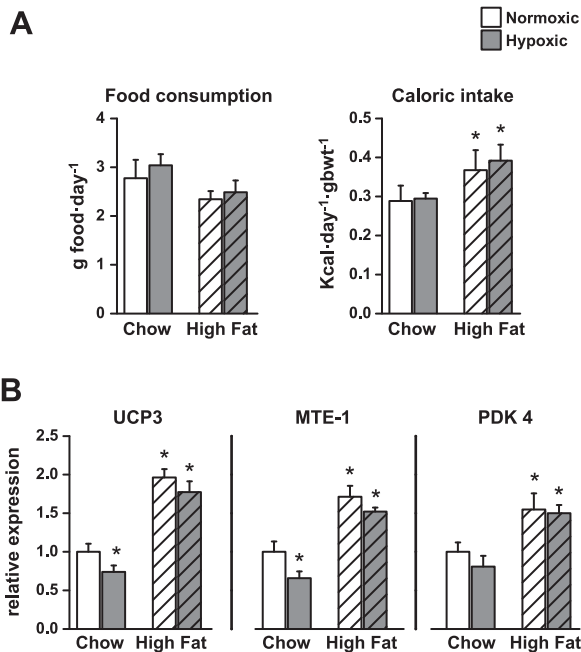 A
Normoxic
Hypoxic
Food consumption
g food·day⁻¹
4
3
2
1
0
Chow High Fat
Caloric intake
Kcal·day⁻¹·gbwt⁻¹
0.5
0.4
0.3
0.2
0.1
0.0
* *
Chow High Fat
B
relative expression
2.5
2.0
1.5
1.0
0.5
0.0
UCP3
* * *
Chow High Fat
MTE-1
* * *
Chow High Fat
PDK 4
* *
Chow High Fat